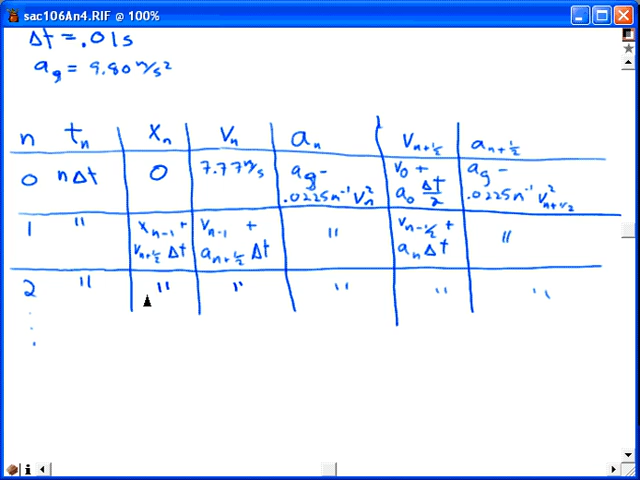 sac106An4.RIF @ 100%
Δt = .01s
a_g = 9.80 m/s²
n t_n x_n v_n a_n v_{n+½} a_{n+½}
0 nΔt 0 7.77 m/s a_g - .0225m⁻¹ v_n² v_0 + a_0 Δt/2 a_g - .0225m⁻¹ v²_{n+1/2}
1 " x_{n-1} + v_{n+½} Δt v_{n-1} + a_{n+½} Δt " v_{n-½} + a_n Δt "
2 " " " " " "